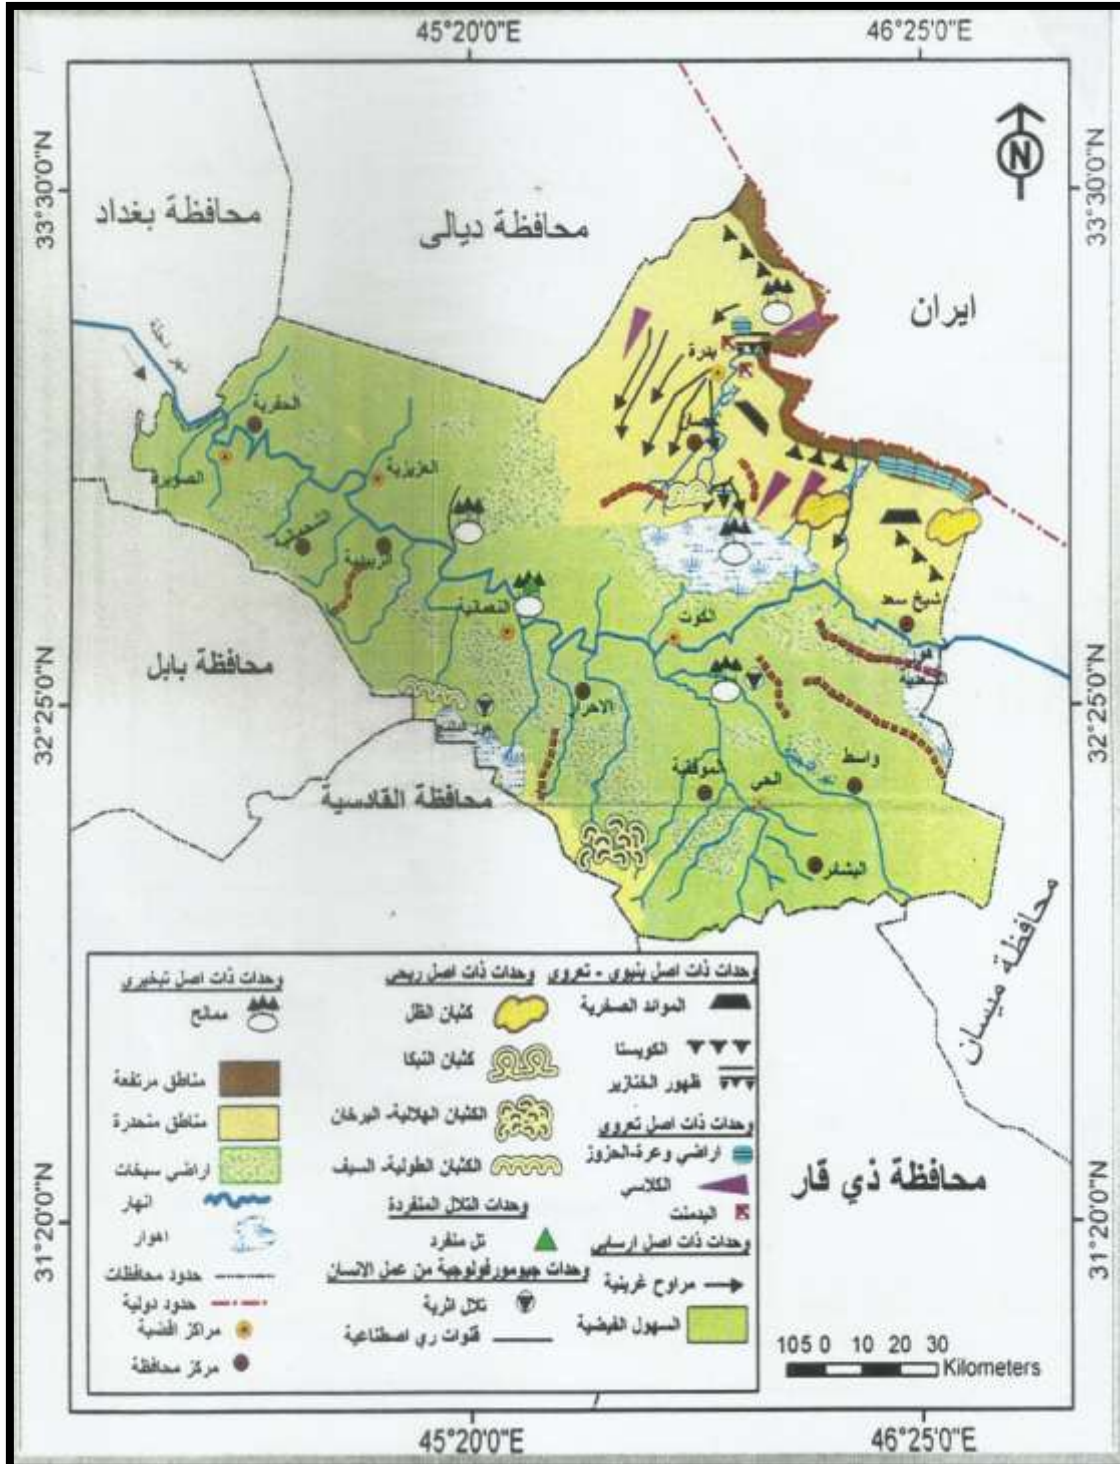 45°20'0"E
46°25'0"E
33°30'0"N
33°30'0"N
محافظة بغداد
محافظة ديالى
ايران
نهر دجلة
بدرة
الحفرية
الصويرة
العزيزية
الزبيدية
النعمانية
الكوت
شيخ سعد
32°25'0"N
32°25'0"N
محافظة بابل
الاحرار
واسط
الموفقية
الحي
محافظة القادسية
البشائر
محافظة ميسان
محافظة ذي قار
وحدات ذات اصل بنيوي - تعروي
الموائد الصخرية
الكويستا
ظهور الخنازير
وحدات ذات اصل تعروي
اراضي وعرة-الحزوز
الكلاسي
البدمنت
وحدات ذات اصل ارسابي
مراوح غرينية
السهول الفيضية
وحدات ذات اصل ريحي
كثبان الظل
كثبان النبكا
الكثبان الهلالية- البرخان
الكثبان الطولية- السيف
وحدات التلال المنفردة
تل منفرد
وحدات جيومورفولوجية من عمل الانسان
تلال اثرية
قنوات ري اصطناعية
وحدات ذات اصل تبخيري
ممالح
مناطق مرتفعة
مناطق منحدرة
اراضي سبخات
انهار
اهوار
حدود محافظات
حدود دولية
مراكز اقضية
مركز محافظة
31°20'0"N
31°20'0"N
105 0 10 20 30
Kilometers
45°20'0"E
46°25'0"E
N